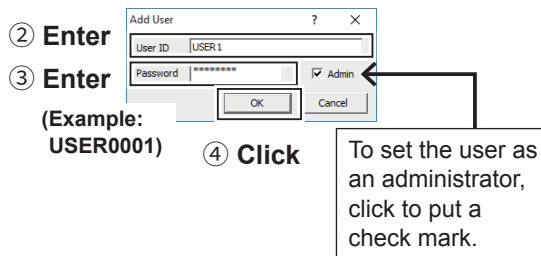 Add User ? ×
② Enter
User ID USER1
③ Enter
Password ******** Admin
OK Cancel
(Example:
USER0001)
④ Click
To set the user as
an administrator,
click to put a
check mark.